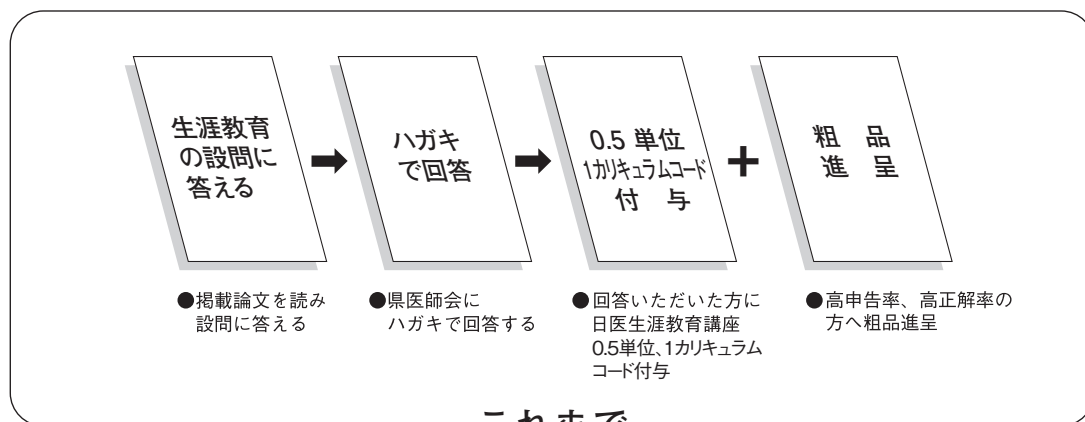 生涯教育
の設問に
答える
ハガキ
で回答
0.5 単位
1カリキュラムコード
付 与
粗 品
進 呈
●掲載論文を読み
設問に答える
●県医師会に
ハガキで回答する
●回答いただいた方に
日医生涯教育講座
0.5単位、1カリキュラム
コード付与
●高申告率、高正解率の
方へ粗品進呈
これまで